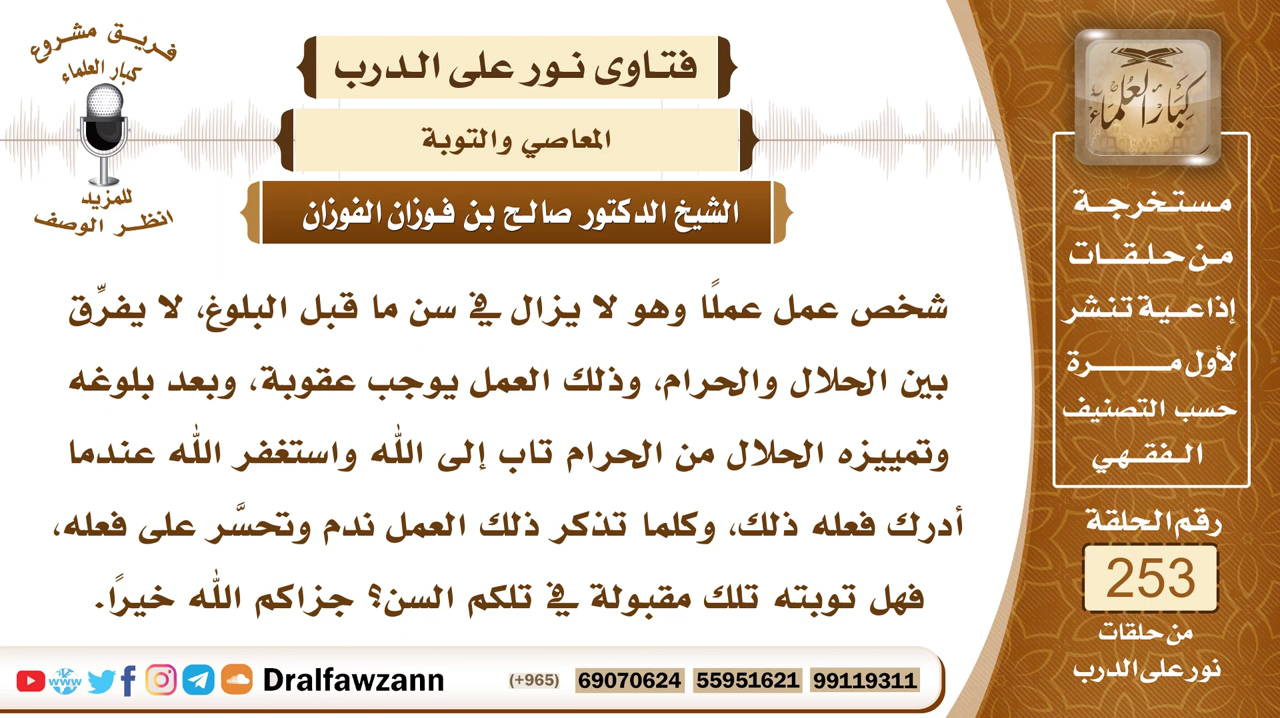 فريق مشروع
كبار العلماء
للمزيد
انظر الوصف
فتاوى نور على الدرب
المعاصي والتوبة
الشيخ الدكتور صالح بن فوزان الفوزان
شخص عمل عملًا وهو لا يزال في سن ما قبل البلوغ، لا يفرِّق
بين الحلال والحرام، وذلك العمل يوجب عقوبة، وبعد بلوغه
وتمييزه الحلال من الحرام تاب إلى الله واستغفر الله عندما
أدرك فعله ذلك، وكلما تذكر ذلك العمل ندم وتحسَّر على فعله،
فهل توبته تلك مقبولة في تلكم السن؟ جزاكم الله خيرًا.
كبار العلماء
مستخرجة
من حلقات
إذاعية تنشر
لأول مرة
حسب التصنيف
الفقهي
رقم الحلقة
253
من حلقات
نور على الدرب
www Dralfawzann (+965) 69070624 55951621 99119311